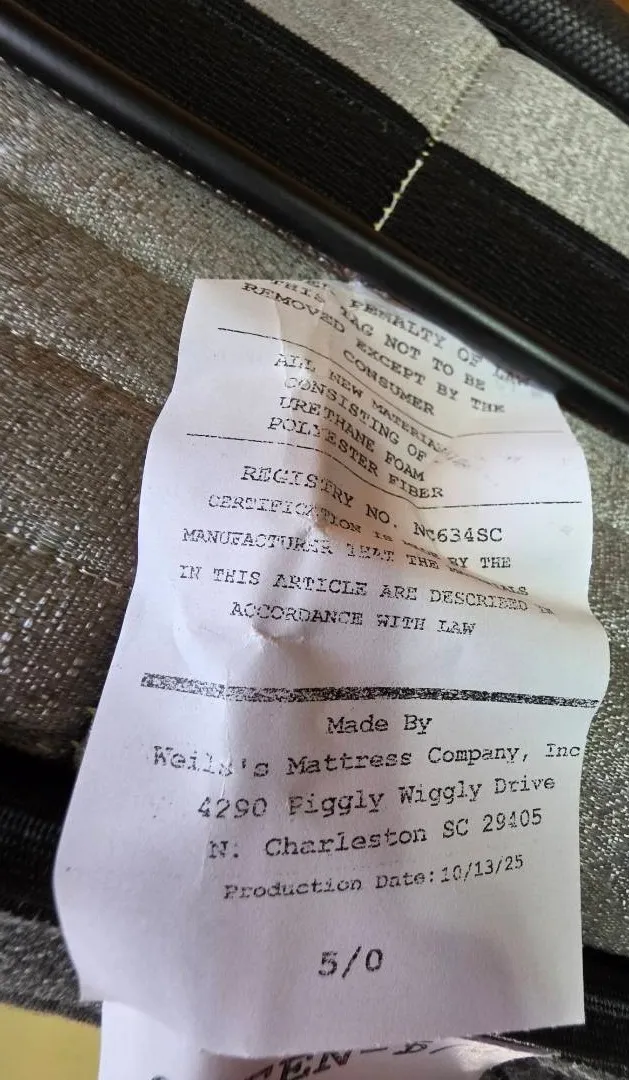 PENALTY OF LAW
THIS TAG NOT TO BE
REMOVED EXCEPT BY THE
CONSUMER
ALL NEW MATERIAL
CONSISTING OF
URETHANE FOAM
POLYESTER FIBER
REGISTRY NO. NC634SC
CERTIFICATION IS MADE BY THE
MANUFACTURER THAT THE MATERIALS
IN THIS ARTICLE ARE DESCRIBED IN
ACCORDANCE WITH LAW
Made By
Mattress Company, Inc
4290 Piggly Wiggly Drive
N. Charleston SC 29405
Production Date:10/13/25
5/0